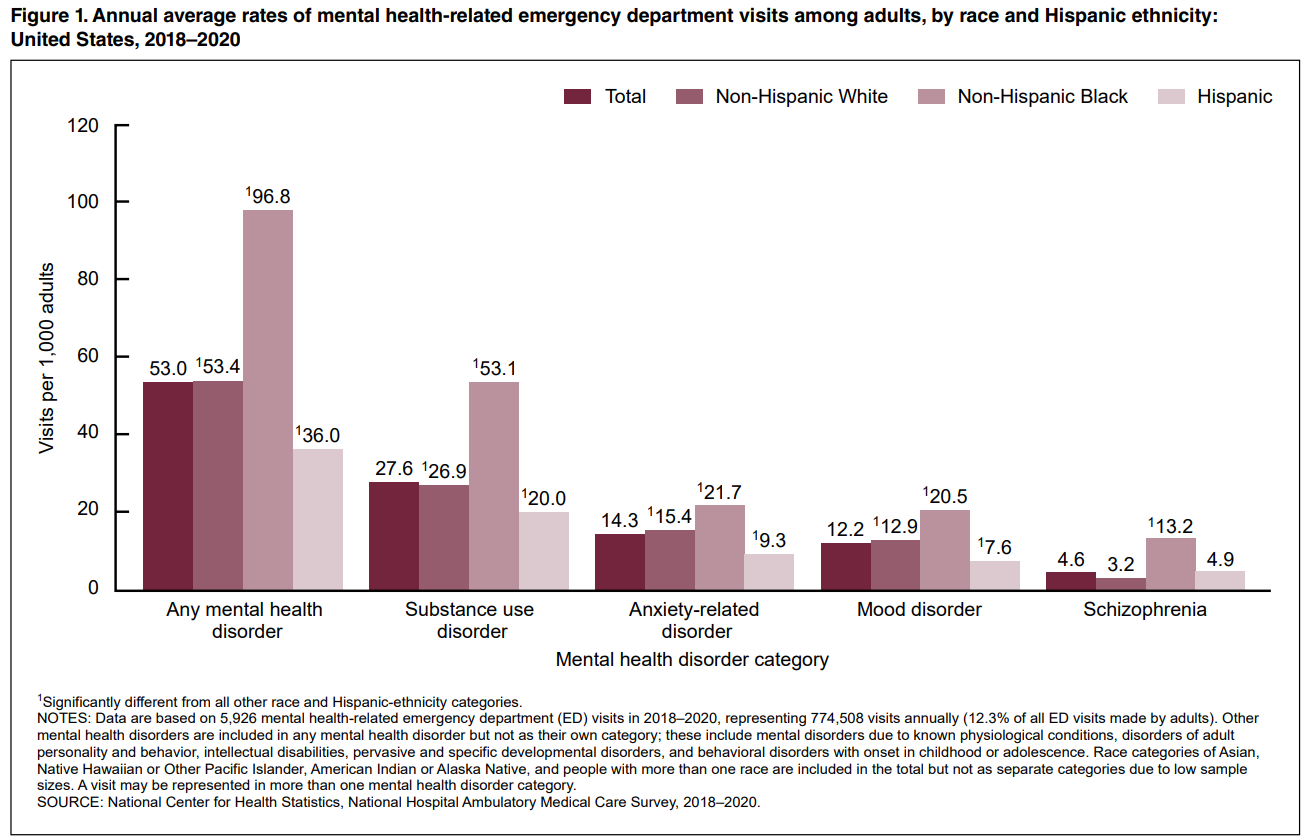 Figure 1. Annual average rates of mental health-related emergency department visits among adults, by race and Hispanic ethnicity:
United States, 2018–2020
Total Non-Hispanic White Non-Hispanic Black Hispanic
Visits per 1,000 adults
120
100
80
60
40
20
0
53.0 ¹53.4 ¹96.8 ¹36.0
27.6 ¹26.9 ¹53.1 ¹20.0
14.3 ¹15.4 ¹21.7 ¹9.3
12.2 ¹12.9 ¹20.5 ¹7.6
4.6 3.2 ¹13.2 4.9
Any mental health
disorder
Substance use
disorder
Anxiety-related
disorder
Mood disorder
Schizophrenia
Mental health disorder category
¹Significantly different from all other race and Hispanic-ethnicity categories.
NOTES: Data are based on 5,926 mental health-related emergency department (ED) visits in 2018–2020, representing 774,508 visits annually (12.3% of all ED visits made by adults). Other
mental health disorders are included in any mental health disorder but not as their own category; these include mental disorders due to known physiological conditions, disorders of adult
personality and behavior, intellectual disabilities, pervasive and specific developmental disorders, and behavioral disorders with onset in childhood or adolescence. Race categories of Asian,
Native Hawaiian or Other Pacific Islander, American Indian or Alaska Native, and people with more than one race are included in the total but not as separate categories due to low sample
sizes. A visit may be represented in more than one mental health disorder category.
SOURCE: National Center for Health Statistics, National Hospital Ambulatory Medical Care Survey, 2018–2020.